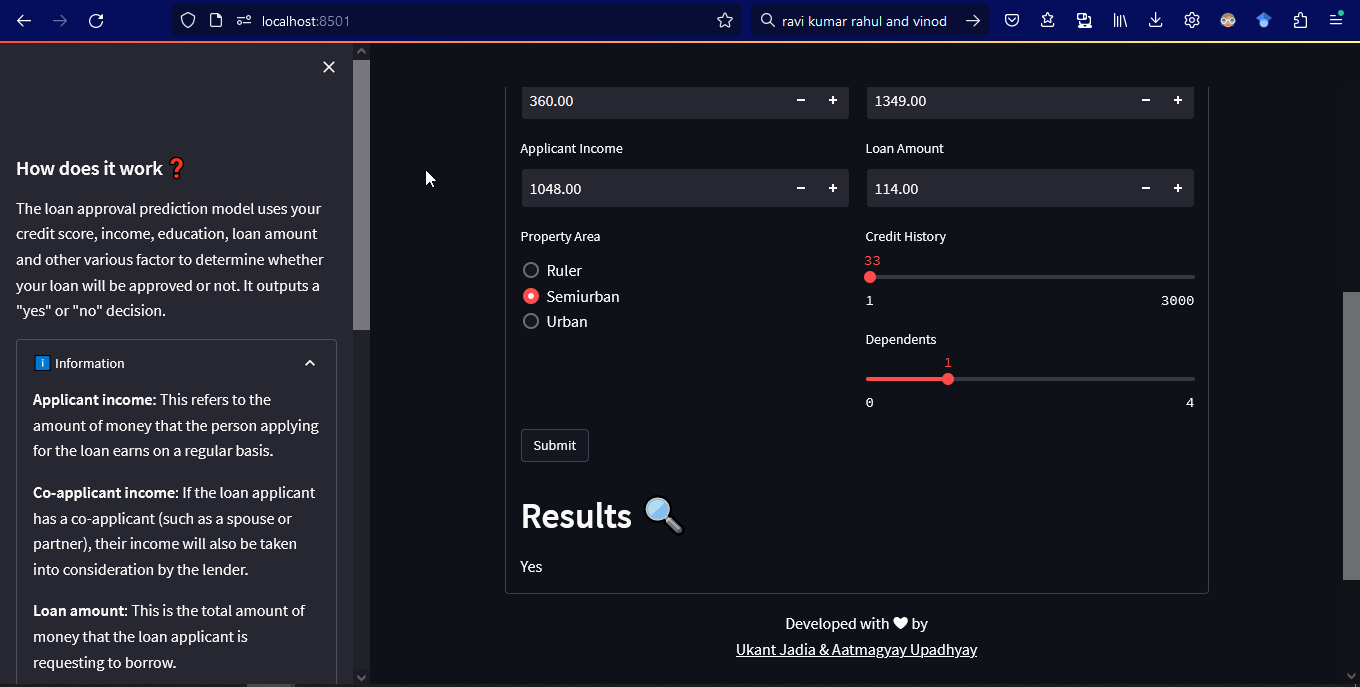 localhost:8501
ravi kumar rahul and vinod
How does it work ❓
The loan approval prediction model uses your
credit score, income, education, loan amount
and other various factor to determine whether
your loan will be approved or not. It outputs a
"yes" or "no" decision.
Information
Applicant income: This refers to the
amount of money that the person applying
for the loan earns on a regular basis.
Co-applicant income: If the loan applicant
has a co-applicant (such as a spouse or
partner), their income will also be taken
into consideration by the lender.
Loan amount: This is the total amount of
money that the loan applicant is
requesting to borrow.
360.00
1349.00
Applicant Income
Loan Amount
1048.00
114.00
Property Area
Credit History
Ruler
Semiurban
Urban
33
1 3000
Dependents
1
0 4
Submit
Results
Yes
Developed with ❤ by
Ukant Jadia & Aatmagyay Upadhyay